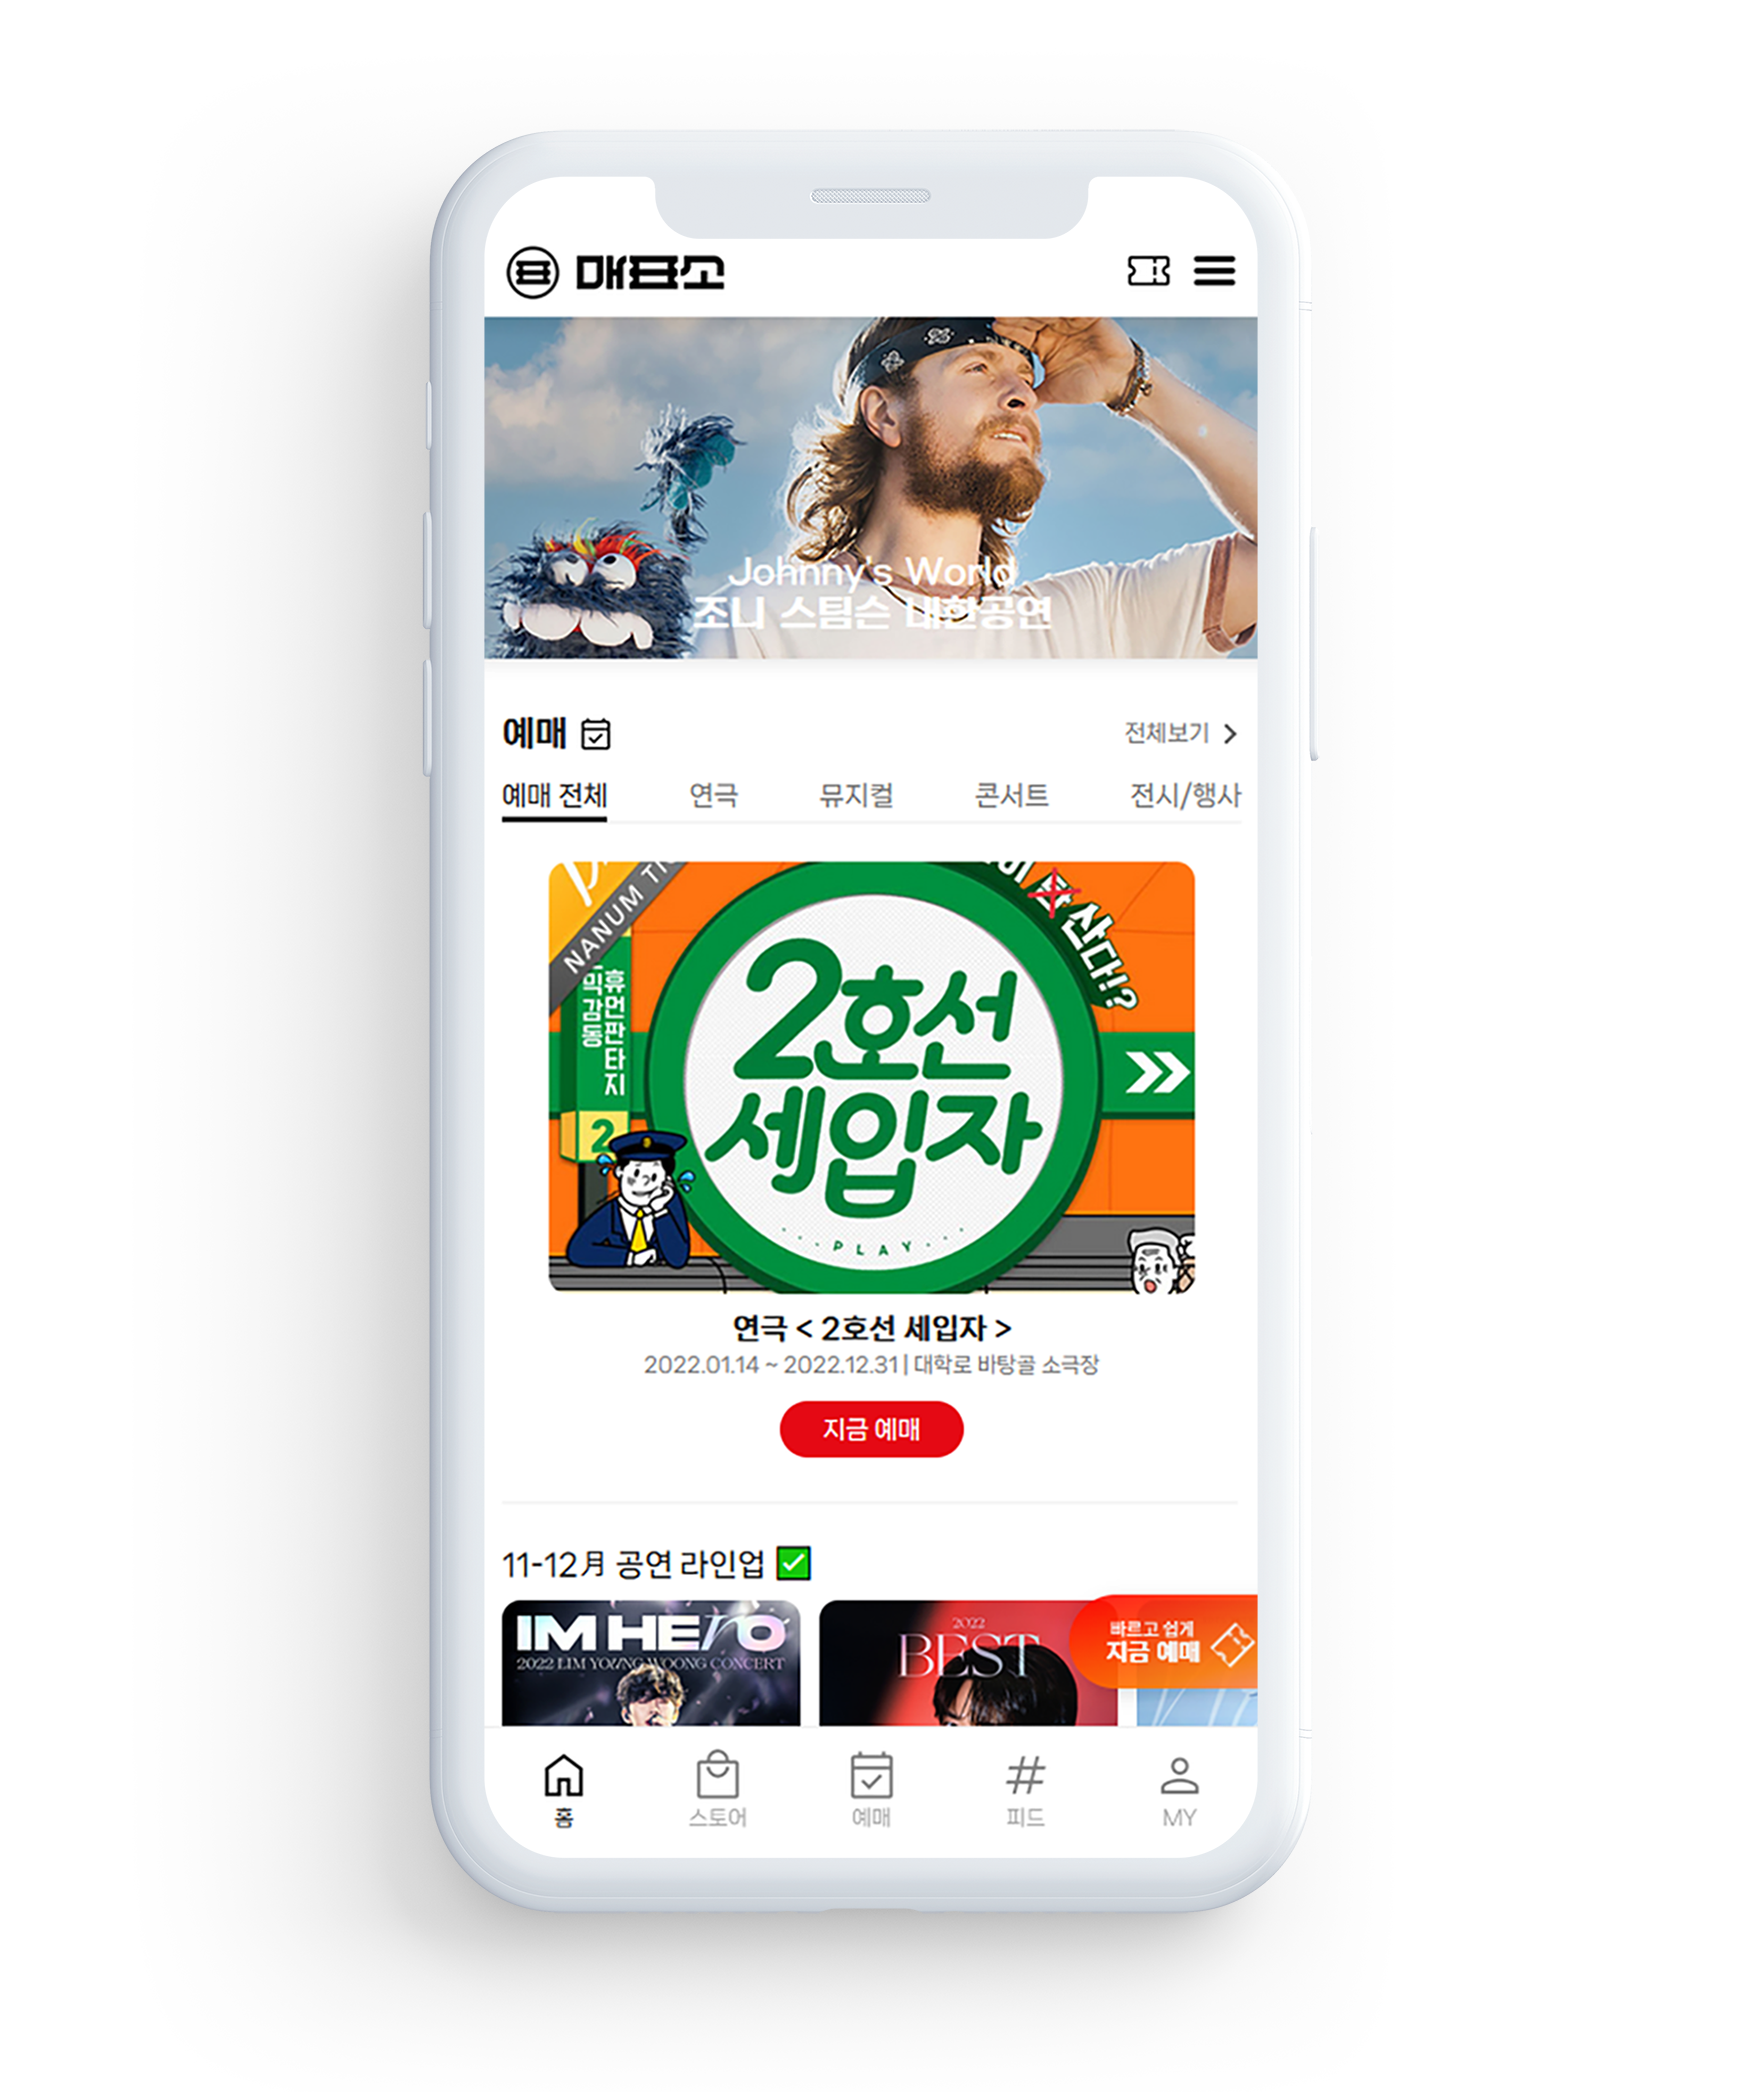 매표소
Johnny's World
조니 스팀슨 내한공연
예매
전체보기
예매 전체
연극
뮤지컬
콘서트
전시/행사
NANUM
산다!?
휴먼판타지
믹감동
2
2호선
세입자
PLAY
연극 < 2호선 세입자 >
2022.01.14 ~ 2022.12.31 | 대학로 바탕골 소극장
지금 예매
11-12月 공연 라인업
IM HERO
2022 LIM YOUNG WOONG CONCERT
2022
BEST
빠르고 쉽게
지금 예매
홈
스토어
예매
피드
MY